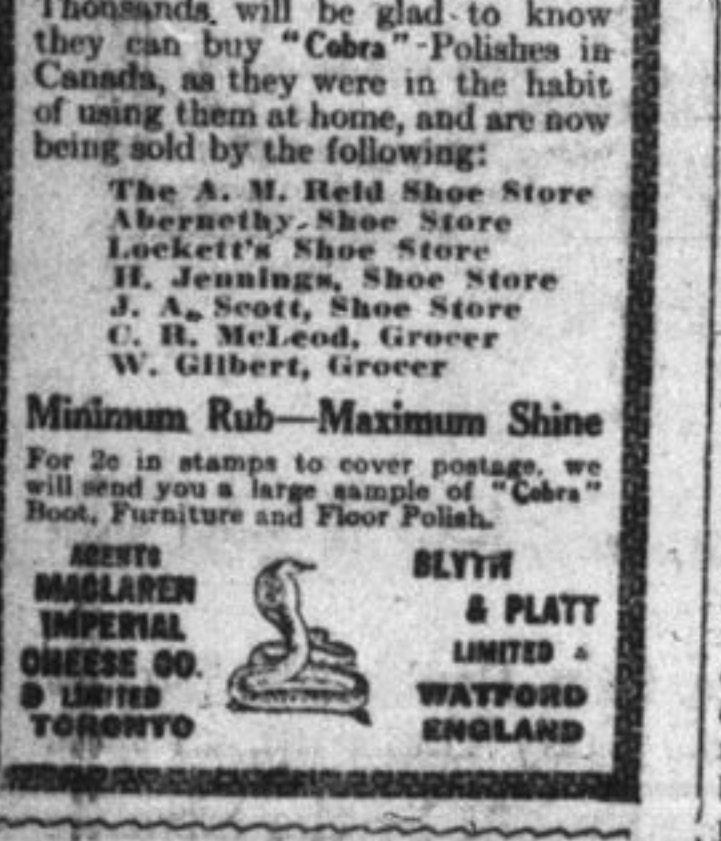 Thousands will be glad to know
they can buy "Cobra" Polishes in
Canada, as they were in the habit
of using them at home, and are now
being sold by the following:
The A. M. Reid Shoe Store
Abernethy Shoe Store
Lockett's Shoe Store
H. Jennings, Shoe Store
J. A. Scott, Shoe Store
C. R. McLeod, Grocer
W. Gilbert, Grocer
Minimum Rub—Maximum Shine
For 2c in stamps to cover postage, we
will send you a large sample of "Cobra"
Boot, Furniture and Floor Polish.
AGENTS
MACLAREN
IMPERIAL
CHEESE CO.
LIMITED
TORONTO
BLYTH
& PLATT
LIMITED
WATFORD
ENGLAND